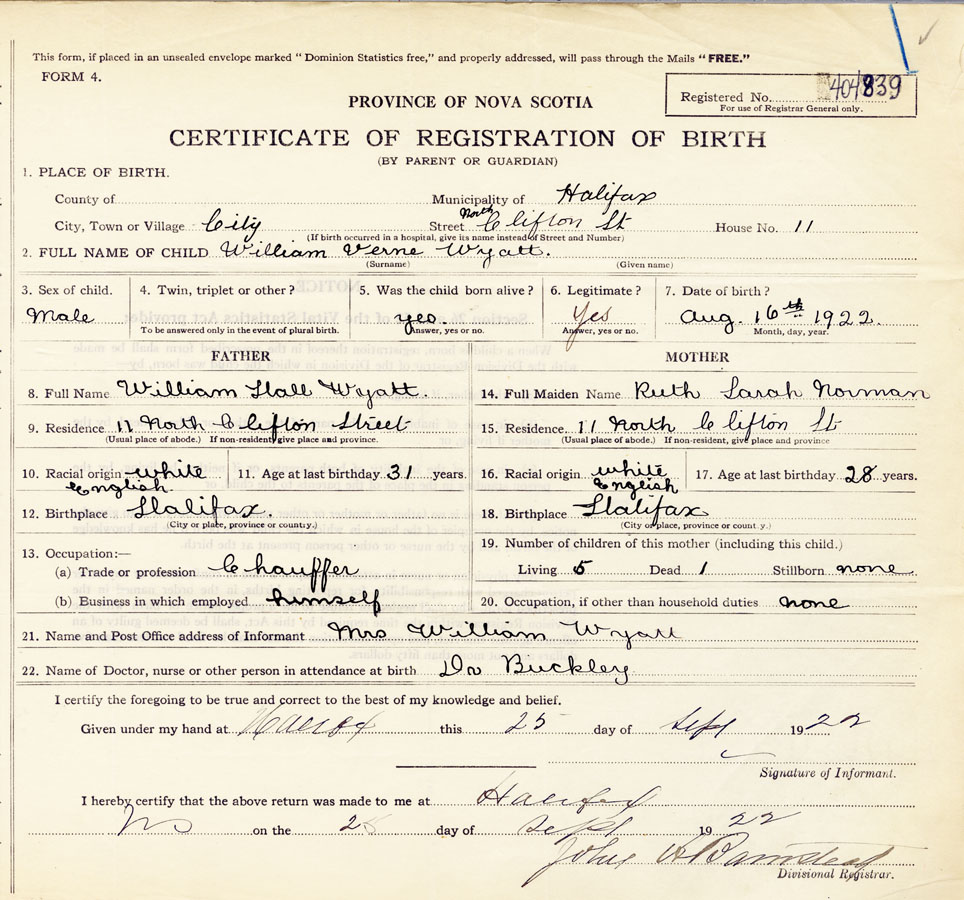 This form, if placed in an unsealed envelope marked "Dominion Statistics free," and properly addressed, will pass through the Mails "FREE."
FORM 4.
Registered No. 404839
For use of Registrar General only.
PROVINCE OF NOVA SCOTIA
CERTIFICATE OF REGISTRATION OF BIRTH
(BY PARENT OR GUARDIAN)
1. PLACE OF BIRTH.
County of Municipality of Halifax
City, Town or Village City Street North Clifton St House No. 11
(If birth occurred in a hospital, give its name instead of Street and Number)
2. FULL NAME OF CHILD William Verne Wyatt.
(Surname) (Given name)
3. Sex of child. 4. Twin, triplet or other? 5. Was the child born alive? 6. Legitimate? 7. Date of birth?
Male yes. Yes Aug. 16th 1922.
To be answered only in the event of plural birth. Answer, yes or no. Answer, yes or no. Month, day, year.
FATHER MOTHER
8. Full Name William Hall Wyatt. 14. Full Maiden Name Ruth Sarah Norman
9. Residence 11 North Clifton Street 15. Residence. 11 North Clifton St
(Usual place of abode.) If non-resident, give place and province. (Usual place of abode.) If non-resident, give place and province
10. Racial origin white English. 11 Age at last birthday 31 years. 16. Racial origin white English 17. Age at last birthday 28 years.
12. Birthplace Halifax. 18. Birthplace Halifax
(City or place, province or country.) (City or place, province or country.)
13. Occupation:— 19. Number of children of this mother (including this child.)
(a) Trade or profession Chauffer Living 5 Dead 1 Stillborn none
(b) Business in which employed himself 20. Occupation, if other than household duties none
21. Name and Post Office address of Informant Mrs William Wyatt
22. Name of Doctor, nurse or other person in attendance at birth Dr Buckley
I certify the foregoing to be true and correct to the best of my knowledge and belief.
Given under my hand at Halifax this 25 day of Sept 1922
Signature of Informant.
I hereby certify that the above return was made to me at Halifax
NS on the day of Sept 1922
John
Divisional Registrar.